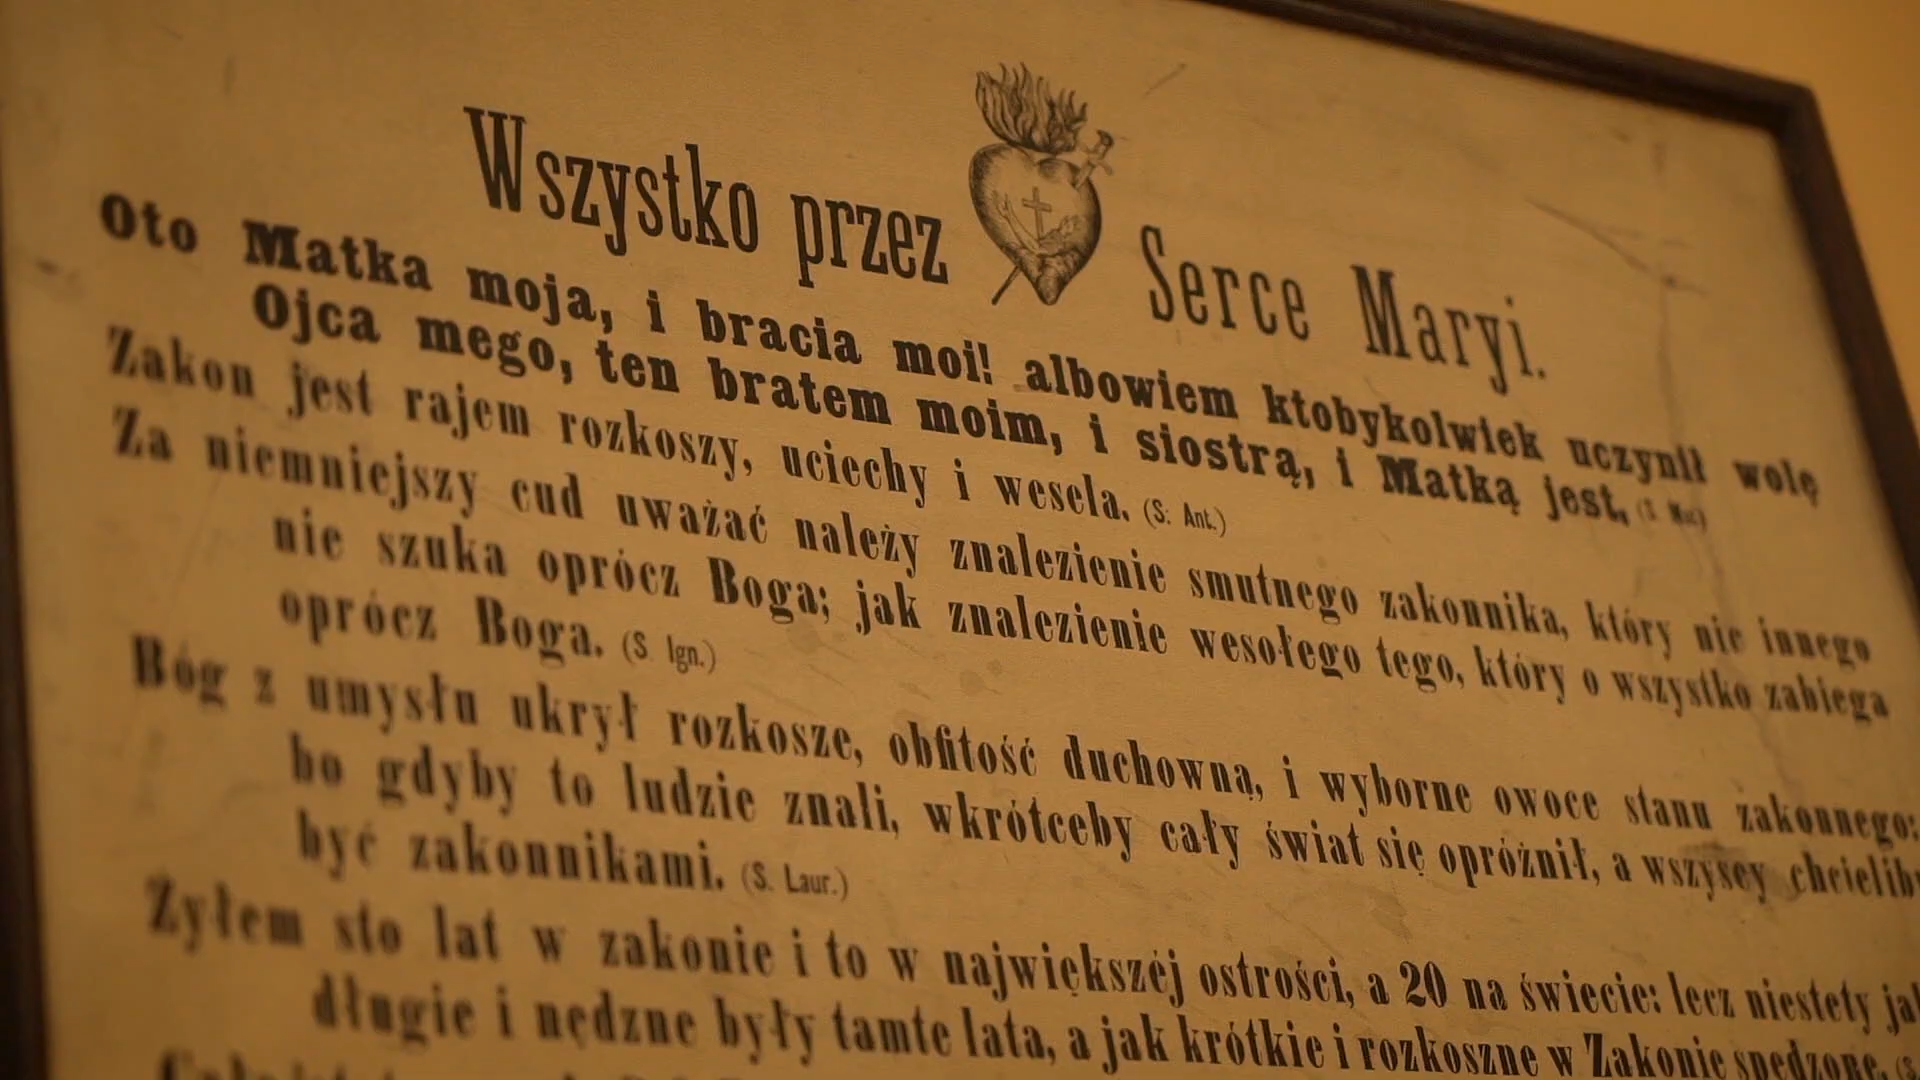 Wszystko przez Serce Maryi.
Oto Matka moja, i bracia moi! albowiem ktobykolwiek uczynił wolę
Ojca mego, ten bratem moim, i siostrą, i Matką jest.
Zakon jest rajem rozkoszy, uciechy i wesela. (S. Ant.)
Za niemniejszy cud uważać należy znalezienie smutnego zakonnika, który nic innego
nie szuka oprócz Boga; jak znalezienie wesołego tego, który o wszystko zabiega
oprócz Boga. (S. Ign.)
Bóg z umysłu ukrył rozkosze, obfitość duchowną, i wyborne owoce stanu zakonnego:
bo gdyby to ludzie znali, wkrótceby cały świat się opróżnił, a wszyscy chcieliby
być zakonnikami. (S. Laur.)
Żyłem sto lat w zakonie i to w największéj ostrości, a 20 na świecie: lecz niestety
długie i nędzne były tamte lata, a jak krótkie i rozkoszne w Zakonie spędzone.